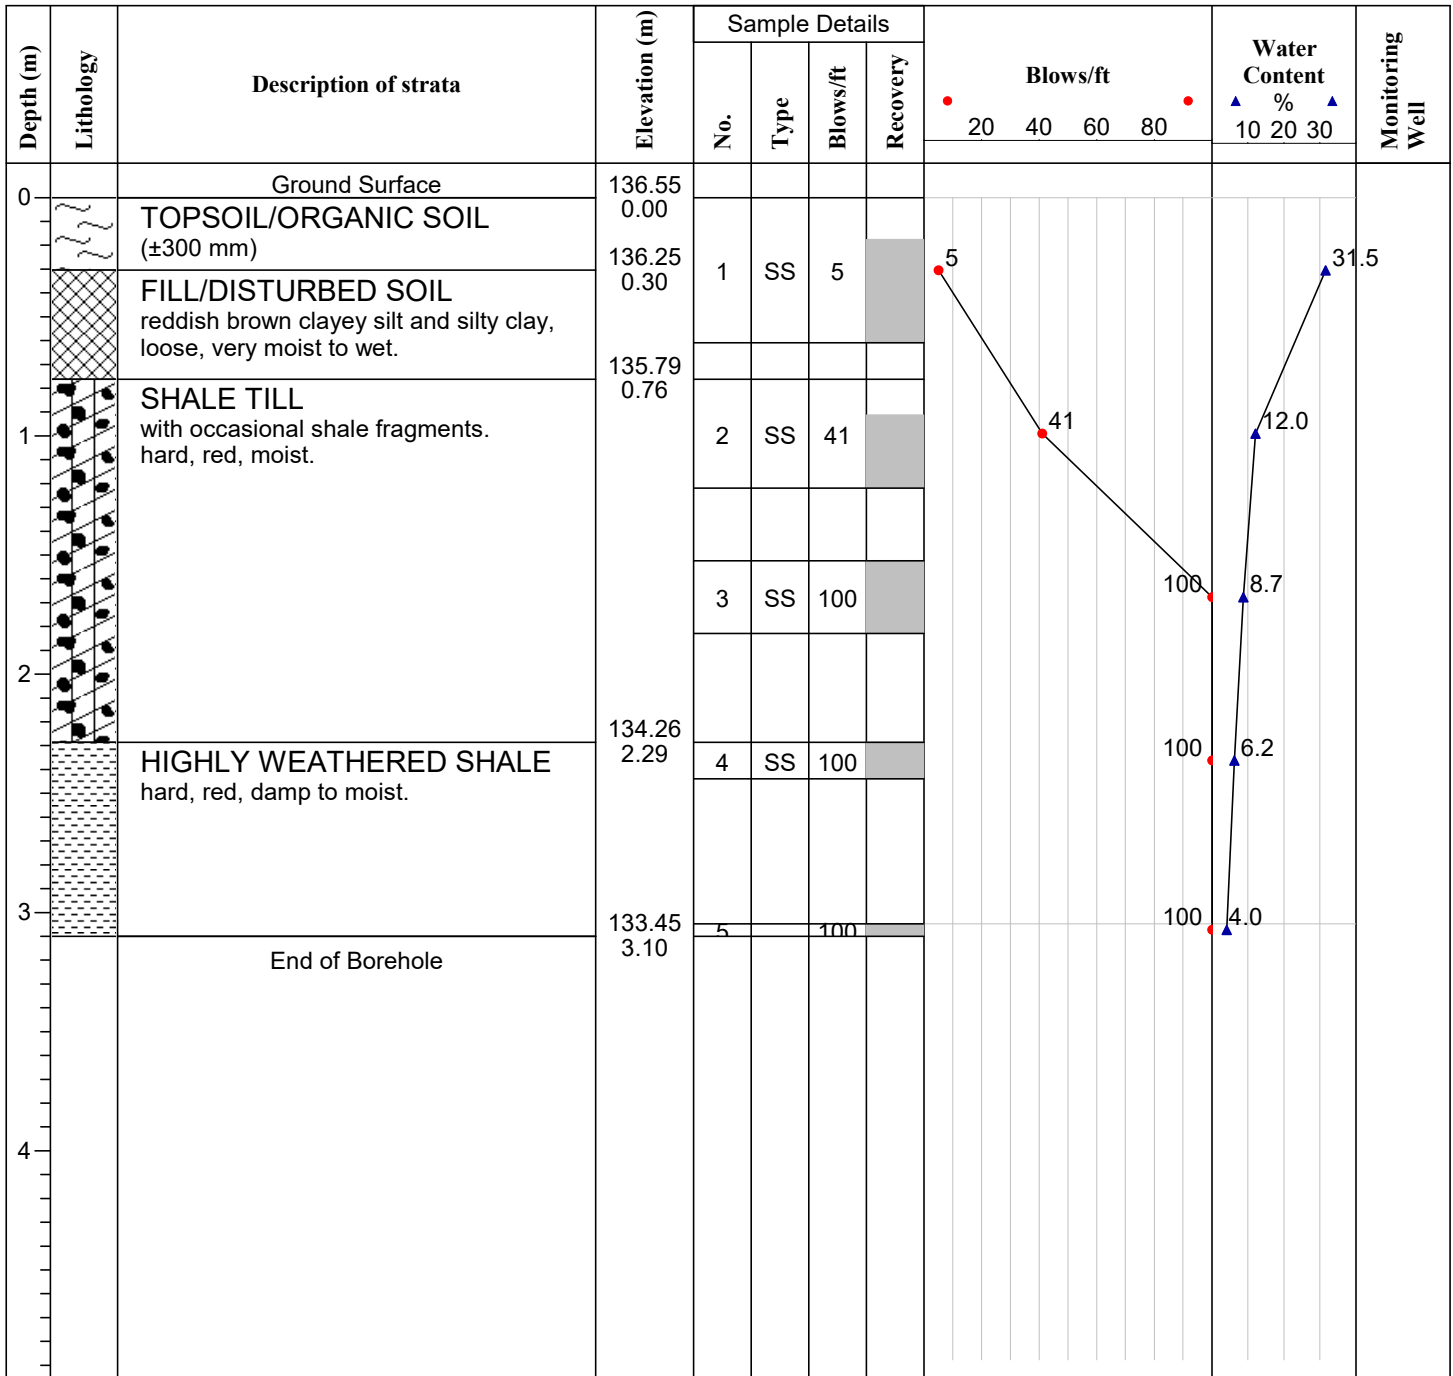 Depth (m)
Lithology
Description of strata
Elevation (m)
Sample Details
No.
Type
Blows/ft
Recovery
Blows/ft
20 40 60 80
Water
Content
%
10 20 30
Monitoring
Well
Ground Surface
136.55
0.00
0
TOPSOIL/ORGANIC SOIL
(±300 mm)
136.25
0.30
1 SS 5
5
31.5
FILL/DISTURBED SOIL
reddish brown clayey silt and silty clay,
loose, very moist to wet.
135.79
0.76
SHALE TILL
with occasional shale fragments.
hard, red, moist.
1
2 SS 41
41
12.0
3 SS 100
100
8.7
2
134.26
2.29
HIGHLY WEATHERED SHALE
hard, red, damp to moist.
4 SS 100
100
6.2
3
133.45
3.10
5 100
100
4.0
End of Borehole
4